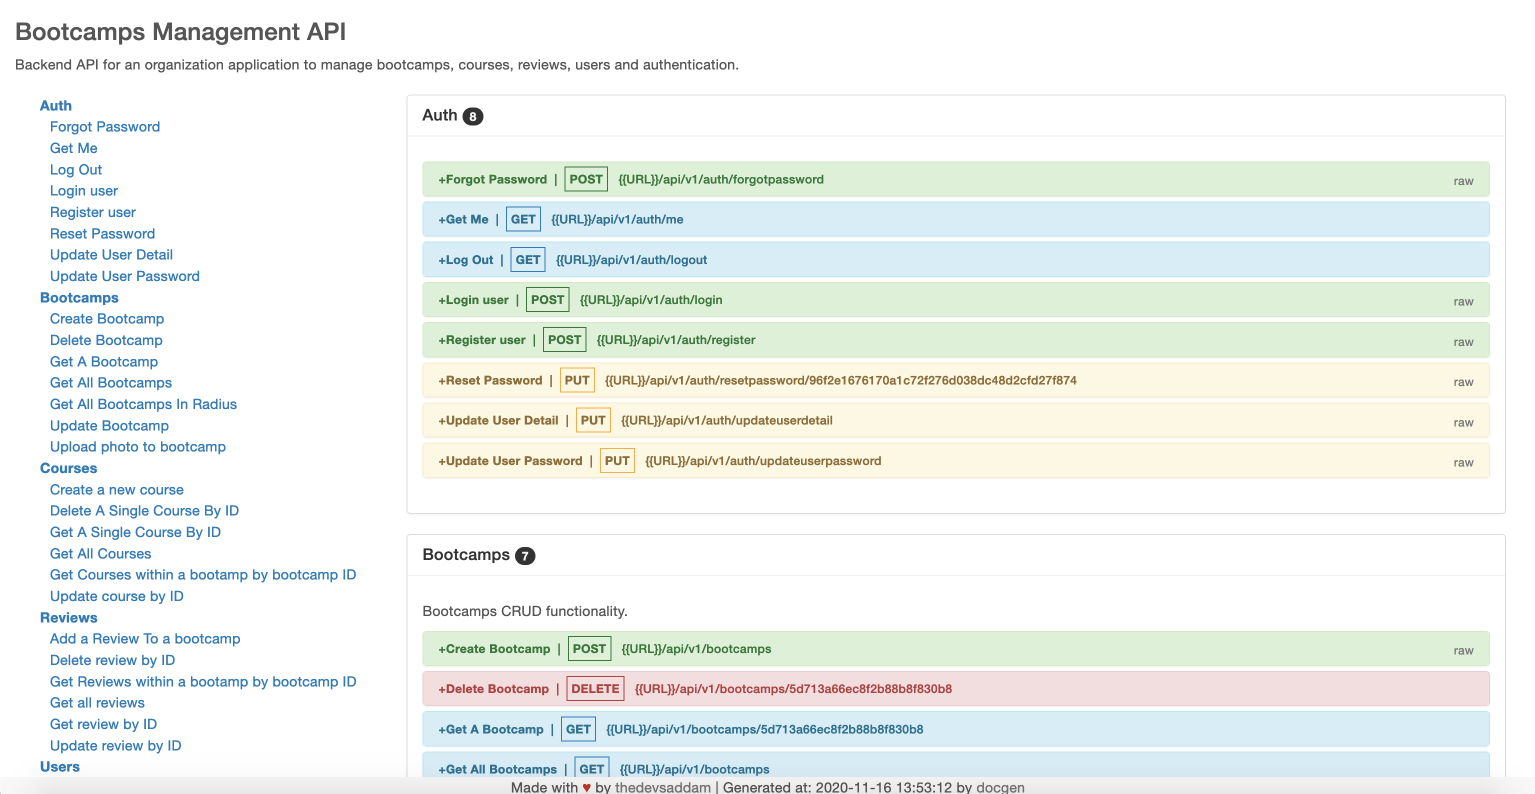 Bootcamps Management API
Backend API for an organization application to manage bootcamps, courses, reviews, users and authentication.
Auth
Forgot Password
Get Me
Log Out
Login user
Register user
Reset Password
Update User Detail
Update User Password
Bootcamps
Create Bootcamp
Delete Bootcamp
Get A Bootcamp
Get All Bootcamps
Get All Bootcamps In Radius
Update Bootcamp
Upload photo to bootcamp
Courses
Create a new course
Delete A Single Course By ID
Get A Single Course By ID
Get All Courses
Get Courses within a bootamp by bootcamp ID
Update course by ID
Reviews
Add a Review To a bootcamp
Delete review by ID
Get Reviews within a bootamp by bootcamp ID
Get all reviews
Get review by ID
Update review by ID
Users
Auth 8
+Forgot Password | POST {{URL}}/api/v1/auth/forgotpassword raw
+Get Me | GET {{URL}}/api/v1/auth/me
+Log Out | GET {{URL}}/api/v1/auth/logout
+Login user | POST {{URL}}/api/v1/auth/login raw
+Register user | POST {{URL}}/api/v1/auth/register raw
+Reset Password | PUT {{URL}}/api/v1/auth/resetpassword/96f2e1676170a1c72f276d038dc48d2cfd27f874 raw
+Update User Detail | PUT {{URL}}/api/v1/auth/updateuserdetail raw
+Update User Password | PUT {{URL}}/api/v1/auth/updateuserpassword raw
Bootcamps 7
Bootcamps CRUD functionality.
+Create Bootcamp | POST {{URL}}/api/v1/bootcamps raw
+Delete Bootcamp | DELETE {{URL}}/api/v1/bootcamps/5d713a66ec8f2b88b8f830b8
+Get A Bootcamp | GET {{URL}}/api/v1/bootcamps/5d713a66ec8f2b88b8f830b8
+Get All Bootcamps | GET {{URL}}/api/v1/bootcamps
Made with ♥ by thedevsaddam | Generated at: 2020-11-16 13:53:12 by docgen